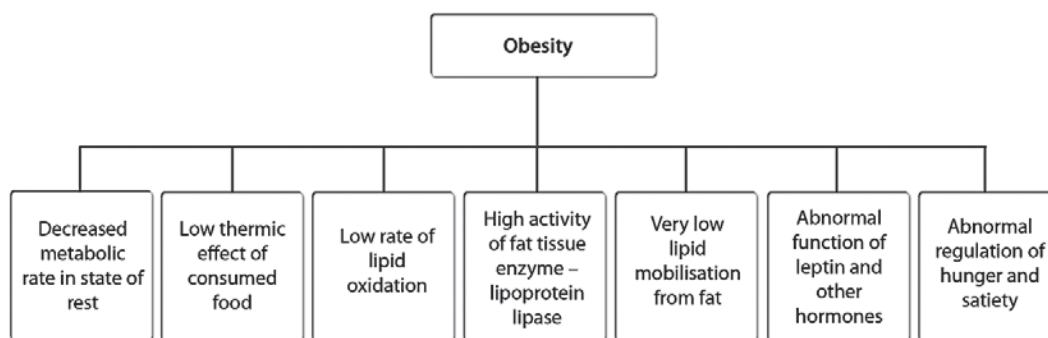 Obesity
Decreased
metabolic
rate in state of
rest
Low thermic
effect of
consumed
food
Low rate of
lipid
oxidation
High activity
of fat tissue
enzyme –
lipoprotein
lipase
Very low
lipid
mobilisation
from fat
Abnormal
function of
leptin and
other
hormones
Abnormal
regulation of
hunger and
satiety